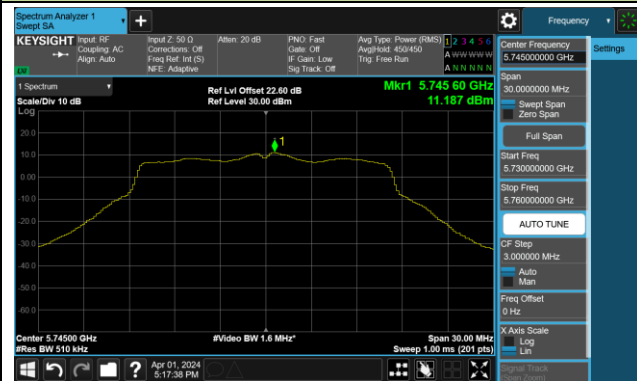 Spectrum Analyzer 1
Swept SA
Frequency
KEYSIGHT
Input: RF
Coupling: AC
Align: Auto
Input Z: 50 Ω
Corrections: Off
Freq Ref: Int (S)
NFE: Adaptive
Atten: 20 dB
PNO: Fast
Gate: Off
IF Gain: Low
Sig Track: Off
Avg Type: Power (RMS)
Avg|Hold: 450/450
Trig: Free Run
1 2 3 4 5 6
A W W W W W
A N N N N N
LXI
1 Spectrum
Scale/Div 10 dB
Log
Ref Lvl Offset 22.60 dB
Ref Level 30.00 dBm
Mkr1 5.745 60 GHz
11.187 dBm
1
20.0
10.0
0.00
-10.0
-20.0
-30.0
-40.0
-50.0
-60.0
Center 5.74500 GHz
#Res BW 510 kHz
#Video BW 1.6 MHz*
Span 30.00 MHz
Sweep 1.00 ms (201 pts)
Apr 01, 2024
5:17:38 PM
Center Frequency
5.745000000 GHz
Settings
Span
30.0000000 MHz
Swept Span
Zero Span
Full Span
Start Freq
5.730000000 GHz
Stop Freq
5.760000000 GHz
AUTO TUNE
CF Step
3.000000 MHz
Auto
Man
Freq Offset
0 Hz
X Axis Scale
Log
Lin
Signal Track
(Span Zoom)